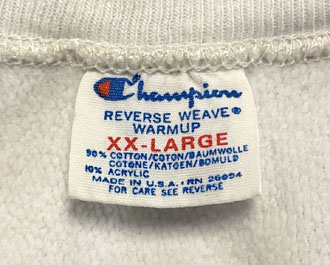 Champion
REVERSE WEAVE®
WARMUP
XX-LARGE
90% COTTON/COTON/BAUMWOLLE
COTONE/KATOEN/BOMULD
10% ACRYLIC
MADE IN U.S.A. RN 26094
FOR CARE SEE REVERSE